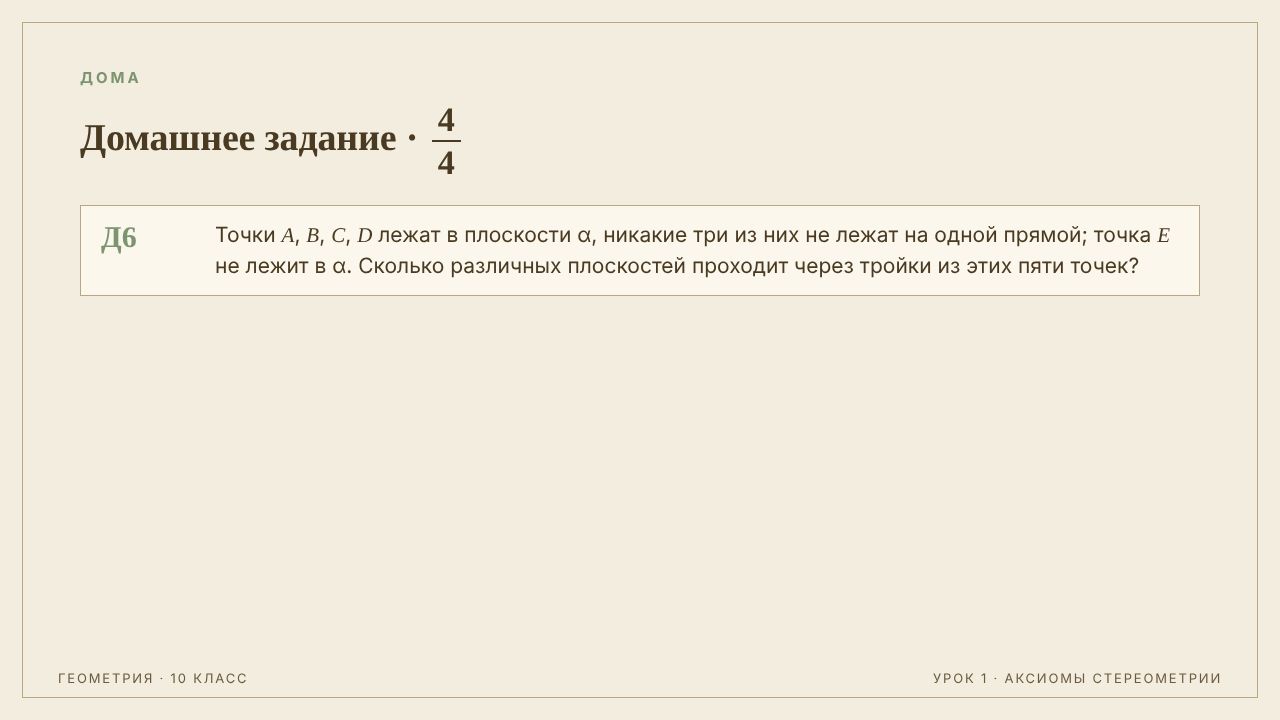 ДОМА
Домашнее задание · 4/4
Д6
Точки A, B, C, D лежат в плоскости α, никакие три из них не лежат на одной прямой; точка E
не лежит в α. Сколько различных плоскостей проходит через тройки из этих пяти точек?
ГЕОМЕТРИЯ · 10 КЛАСС
УРОК 1 · АКСИОМЫ СТЕРЕОМЕТРИИ